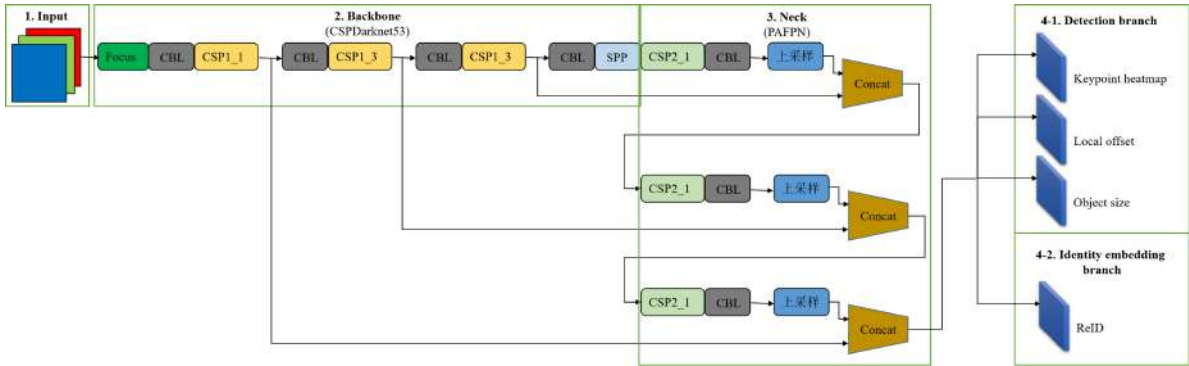 1. Input
2. Backbone
(CSPDarknet53)
3. Neck
(PAFPN)
4-1. Detection branch
Focus
CBL
CSP1_1
CBL
CSP1_3
CBL
CSP1_3
CBL
SPP
CSP2_1
CBL
上采样
Concat
Keypoint heatmap
Local offset
CSP2_1
CBL
上采样
Concat
Object size
4-2. Identity embedding
branch
CSP2_1
CBL
上采样
Concat
ReID